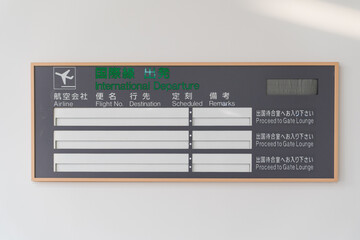 国際線 出発
International Departure
航空会社 便名 行先 定刻 備考
Airline Flight No. Destination Scheduled Remarks
出国待合室へお入り下さい
Proceed to Gate Lounge
出国待合室へお入り下さい
Proceed to Gate Lounge
出国待合室へお入り下さい
Proceed to Gate Lounge